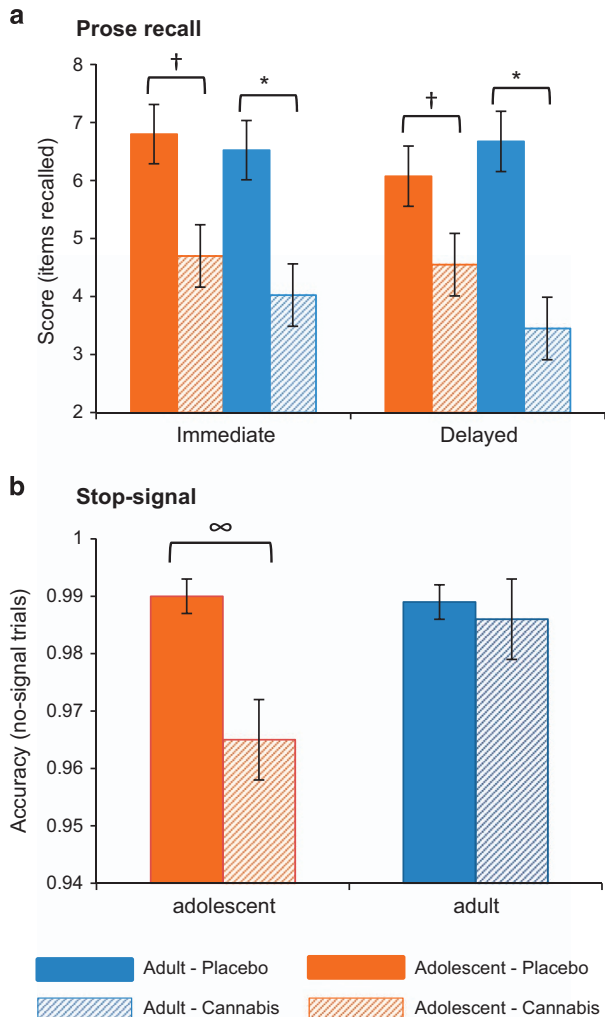 a
Prose recall
8
7
6
5
4
3
2
Score (items recalled)
†
*
†
*
Immediate Delayed
b
Stop-signal
1
0.99
0.98
0.97
0.96
0.95
0.94
Accuracy (no-signal trials)
∞
adolescent adult
Adult - Placebo Adolescent - Placebo
Adult - Cannabis Adolescent - Cannabis